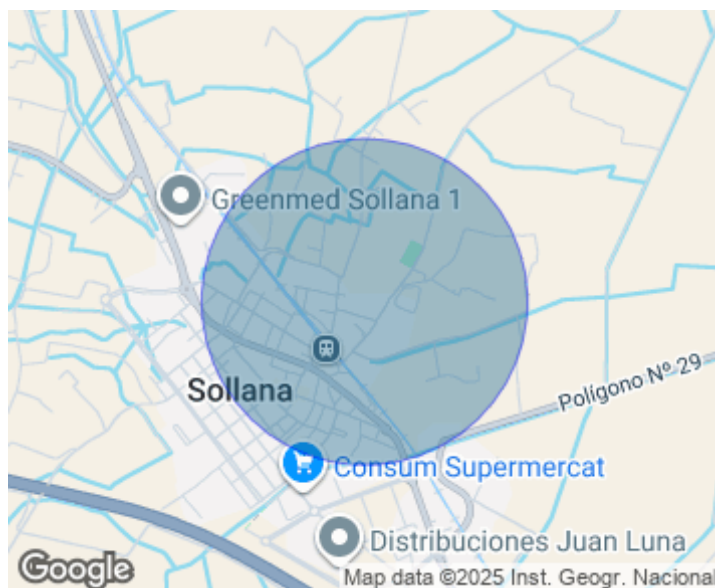 Greenmed Sollana 1
Sollana
Polígono Nº 29
Consum Supermercat
Distribuciones Juan Luna
Google
Map data ©2025 Inst. Geogr. Nacional